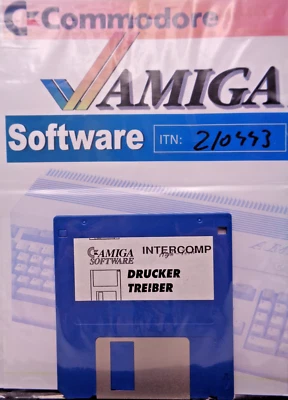 Commodore
AMIGA
Software
ITN: 210443
AMIGA
SOFTWARE
INTERCOMP
DRUCKER
TREIBER